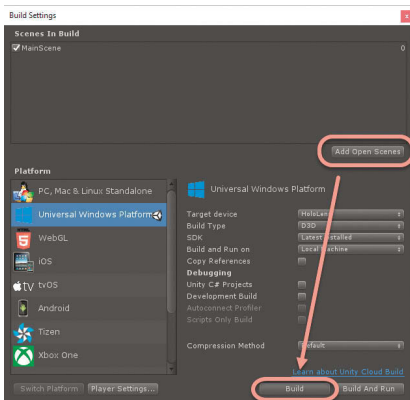 Build Settings
Scenes In Build
MainScene 0
Add Open Scenes
Platform
PC, Mac & Linux Standalone
Universal Windows Platform
WebGL
iOS
tvOS
Android
Tizen
Xbox One
Universal Windows Platform
Target device HoloLens
Build Type D3D
SDK Latest installed
Build and Run on Local Machine
Copy References
Debugging
Unity C# Projects
Development Build
Autoconnect Profiler
Scripts Only Build
Compression Method Default
Learn about Unity Cloud Build
Switch Platform Player Settings... Build Build And Run